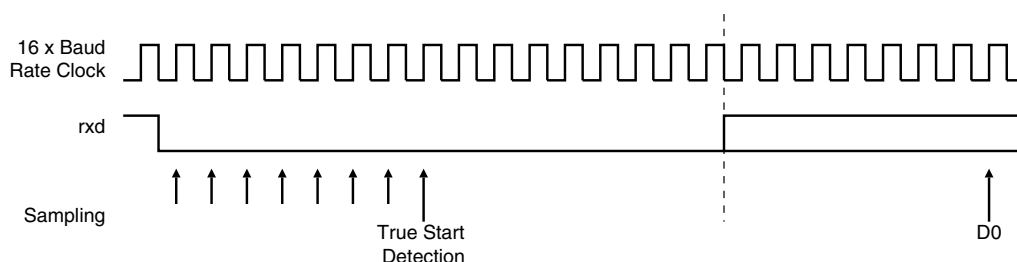 16 x Baud
Rate Clock
rxd
Sampling
True Start
Detection
D0